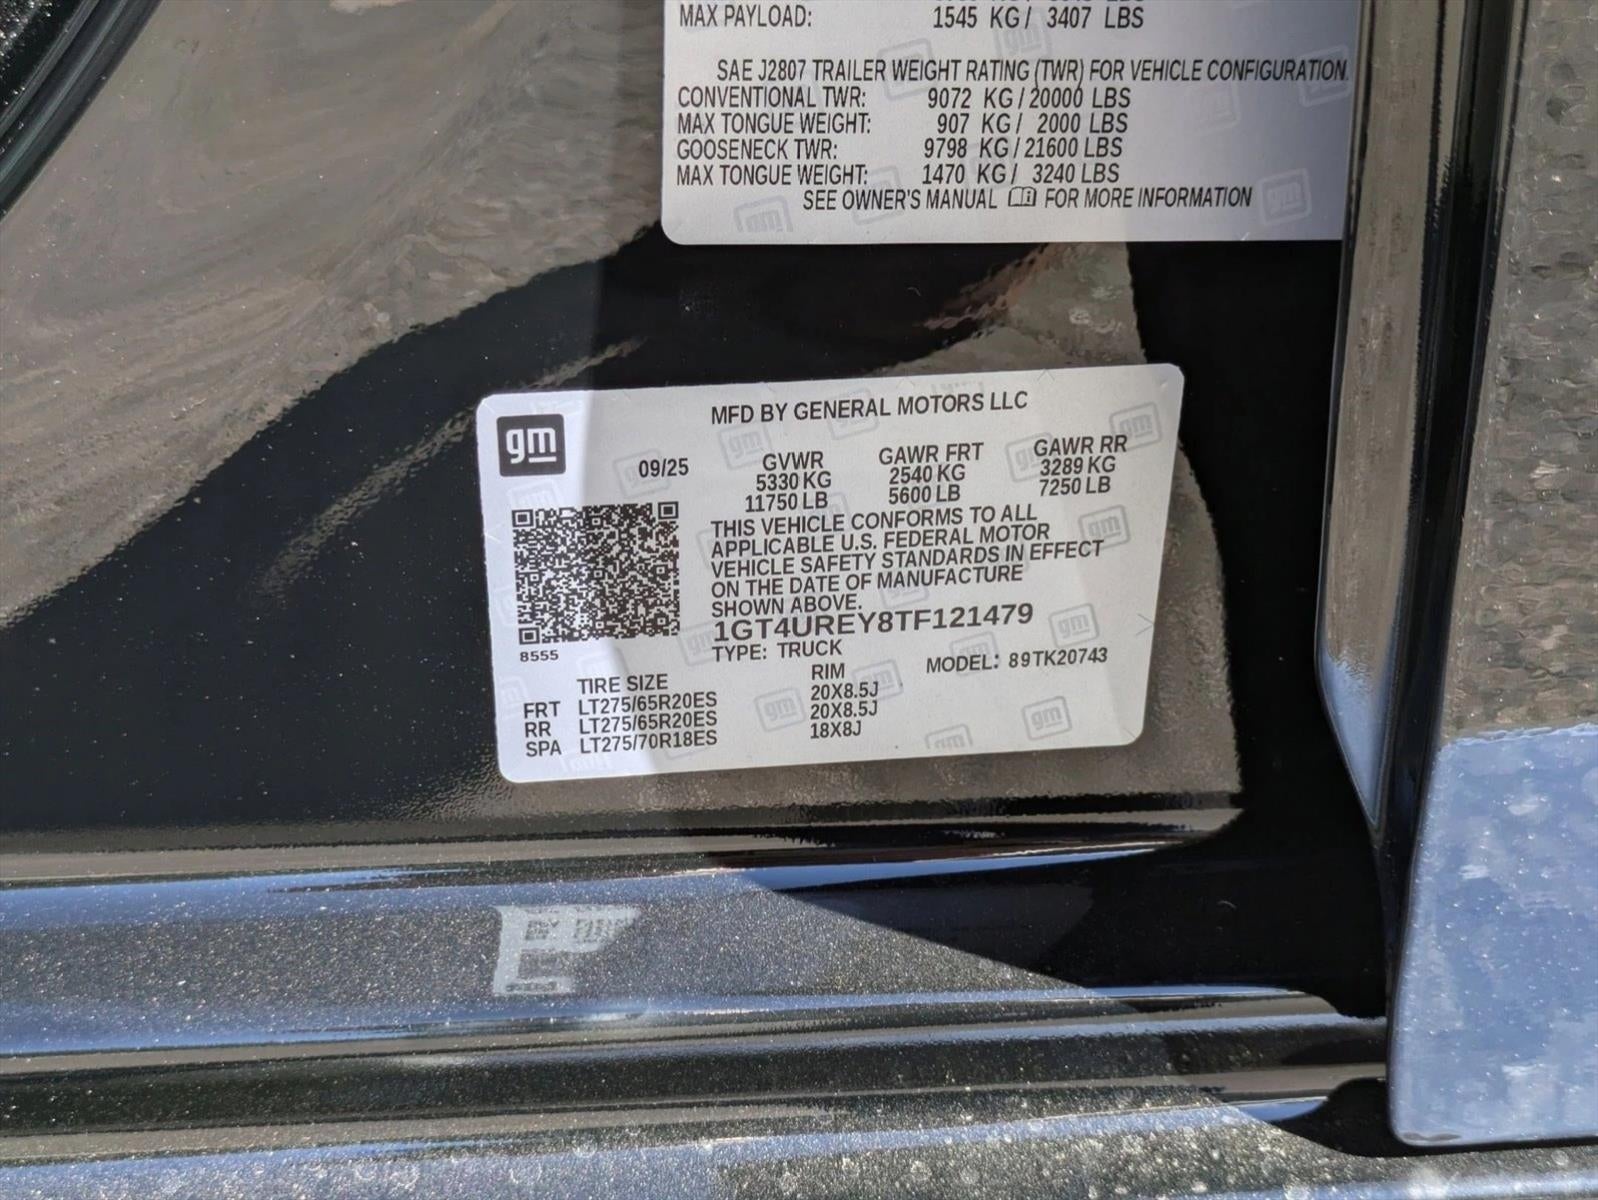 MAX PAYLOAD: 1545 KG / 3407 LBS
SAE J2807 TRAILER WEIGHT RATING (TWR) FOR VEHICLE CONFIGURATION.
CONVENTIONAL TWR: 9072 KG / 20000 LBS
MAX TONGUE WEIGHT: 907 KG / 2000 LBS
GOOSENECK TWR: 9798 KG / 21600 LBS
MAX TONGUE WEIGHT: 1470 KG / 3240 LBS
SEE OWNER'S MANUAL FOR MORE INFORMATION
gm
MFD BY GENERAL MOTORS LLC
09/25 GVWR GAWR FRT GAWR RR
5330 KG 2540 KG 3289 KG
11750 LB 5600 LB 7250 LB
THIS VEHICLE CONFORMS TO ALL
APPLICABLE U.S. FEDERAL MOTOR
VEHICLE SAFETY STANDARDS IN EFFECT
ON THE DATE OF MANUFACTURE
SHOWN ABOVE.
1GT4UREY8TF121479
8555
TYPE: TRUCK MODEL: 89TK20743
TIRE SIZE RIM
FRT LT275/65R20ES 20X8.5J
RR LT275/65R20ES 20X8.5J
SPA LT275/70R18ES 18X8J